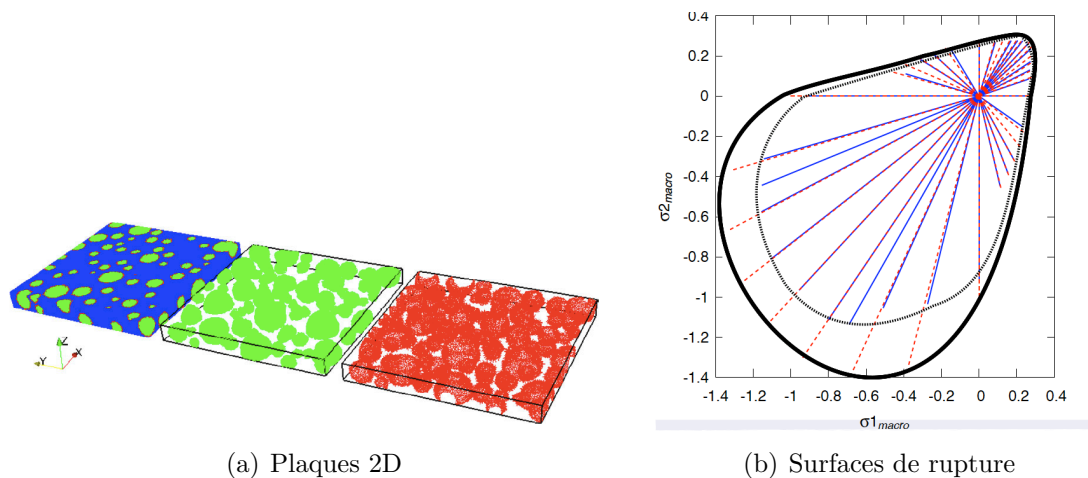 0.4
0.2
0
-0.2
-0.4
-0.6
-0.8
-1
-1.2
-1.4
σ2macro
-1.4 -1.2 -1 -0.8 -0.6 -0.4 -0.2 0 0.2 0.4
σ1macro
Z
Y
X
(a) Plaques 2D
(b) Surfaces de rupture